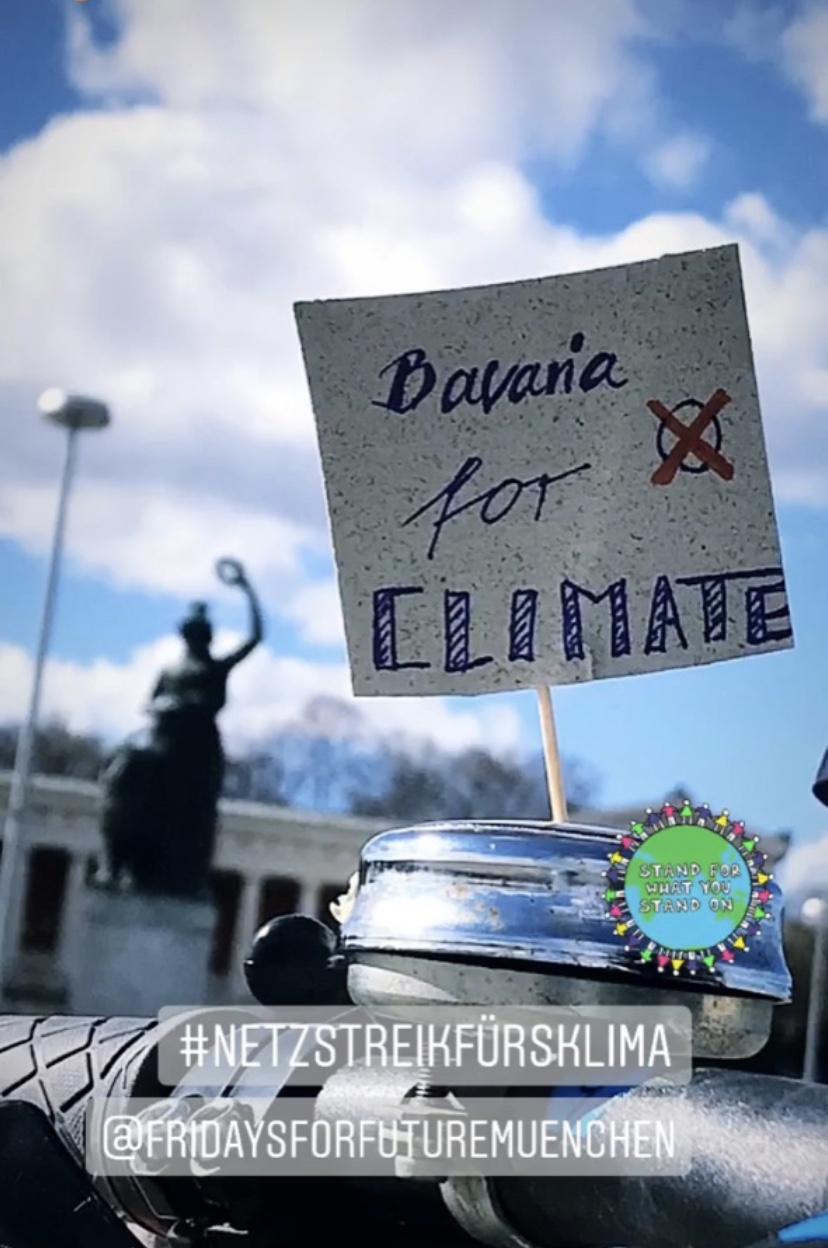 Bavaria
for
CLIMATE
STAND FOR
WHAT YOU
STAND ON
#NETZSTREIKFÜRSKLIMA
@FRIDAYSFORFUTUREMUENCHEN